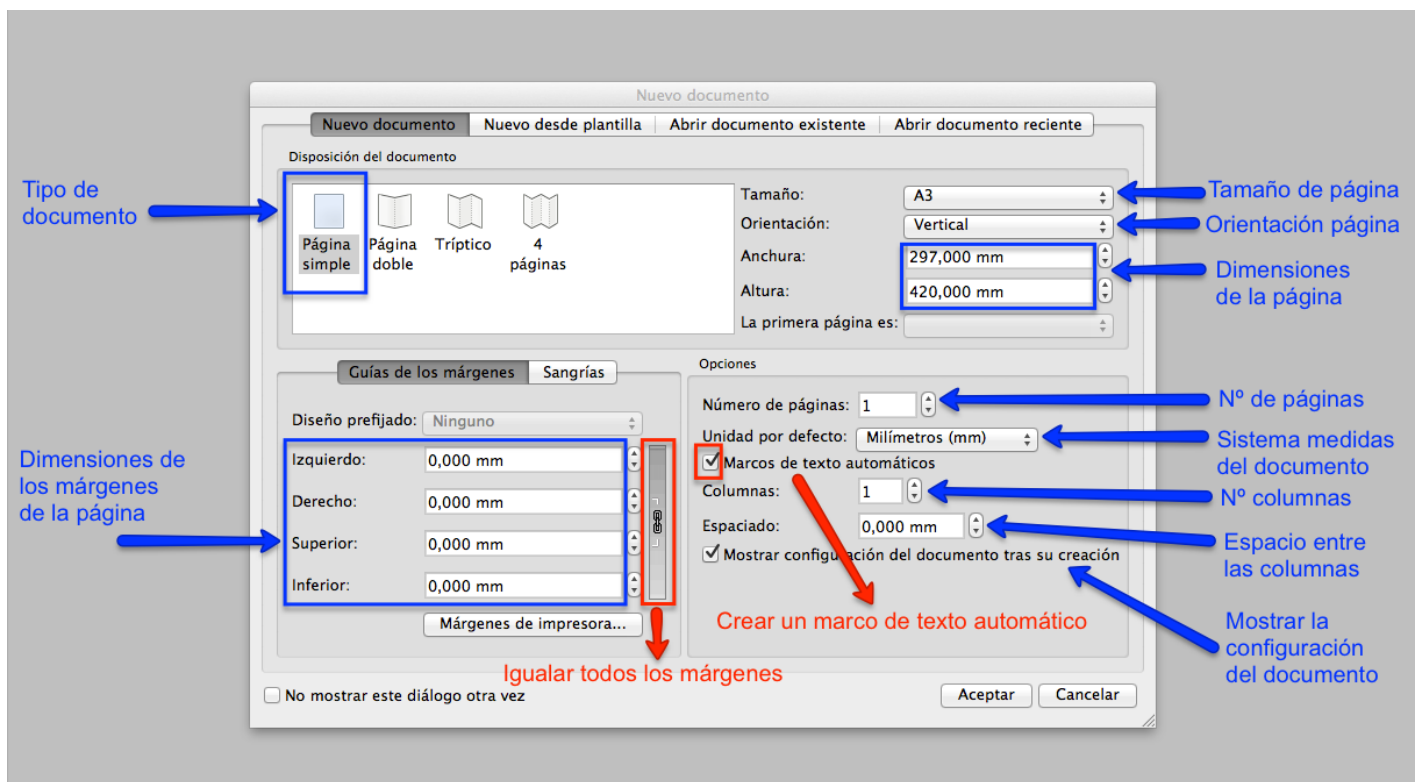 Nuevo documento
Nuevo documento
Nuevo desde plantilla
Abrir documento existente
Abrir documento reciente
Disposición del documento
Tipo de
documento
Página
simple
Página
doble
Tríptico
4
páginas
Tamaño:
A3
Orientación:
Vertical
Anchura:
297,000 mm
Altura:
420,000 mm
La primera página es:
Tamaño de página
Orientación página
Dimensiones
de la página
Guías de los márgenes
Sangrías
Diseño prefijado:
Ninguno
Izquierdo:
0,000 mm
Derecho:
0,000 mm
Superior:
0,000 mm
Inferior:
0,000 mm
Márgenes de impresora...
Dimensiones de
los márgenes
de la página
Igualar todos los márgenes
Opciones
Número de páginas:
1
Unidad por defecto:
Milímetros (mm)
Marcos de texto automáticos
Columnas:
1
Espaciado:
0,000 mm
Mostrar configuración del documento tras su creación
Crear un marco de texto automático
Nº de páginas
Sistema medidas
del documento
Nº columnas
Espacio entre
las columnas
Mostrar la
configuración
del documento
No mostrar este diálogo otra vez
Aceptar
Cancelar